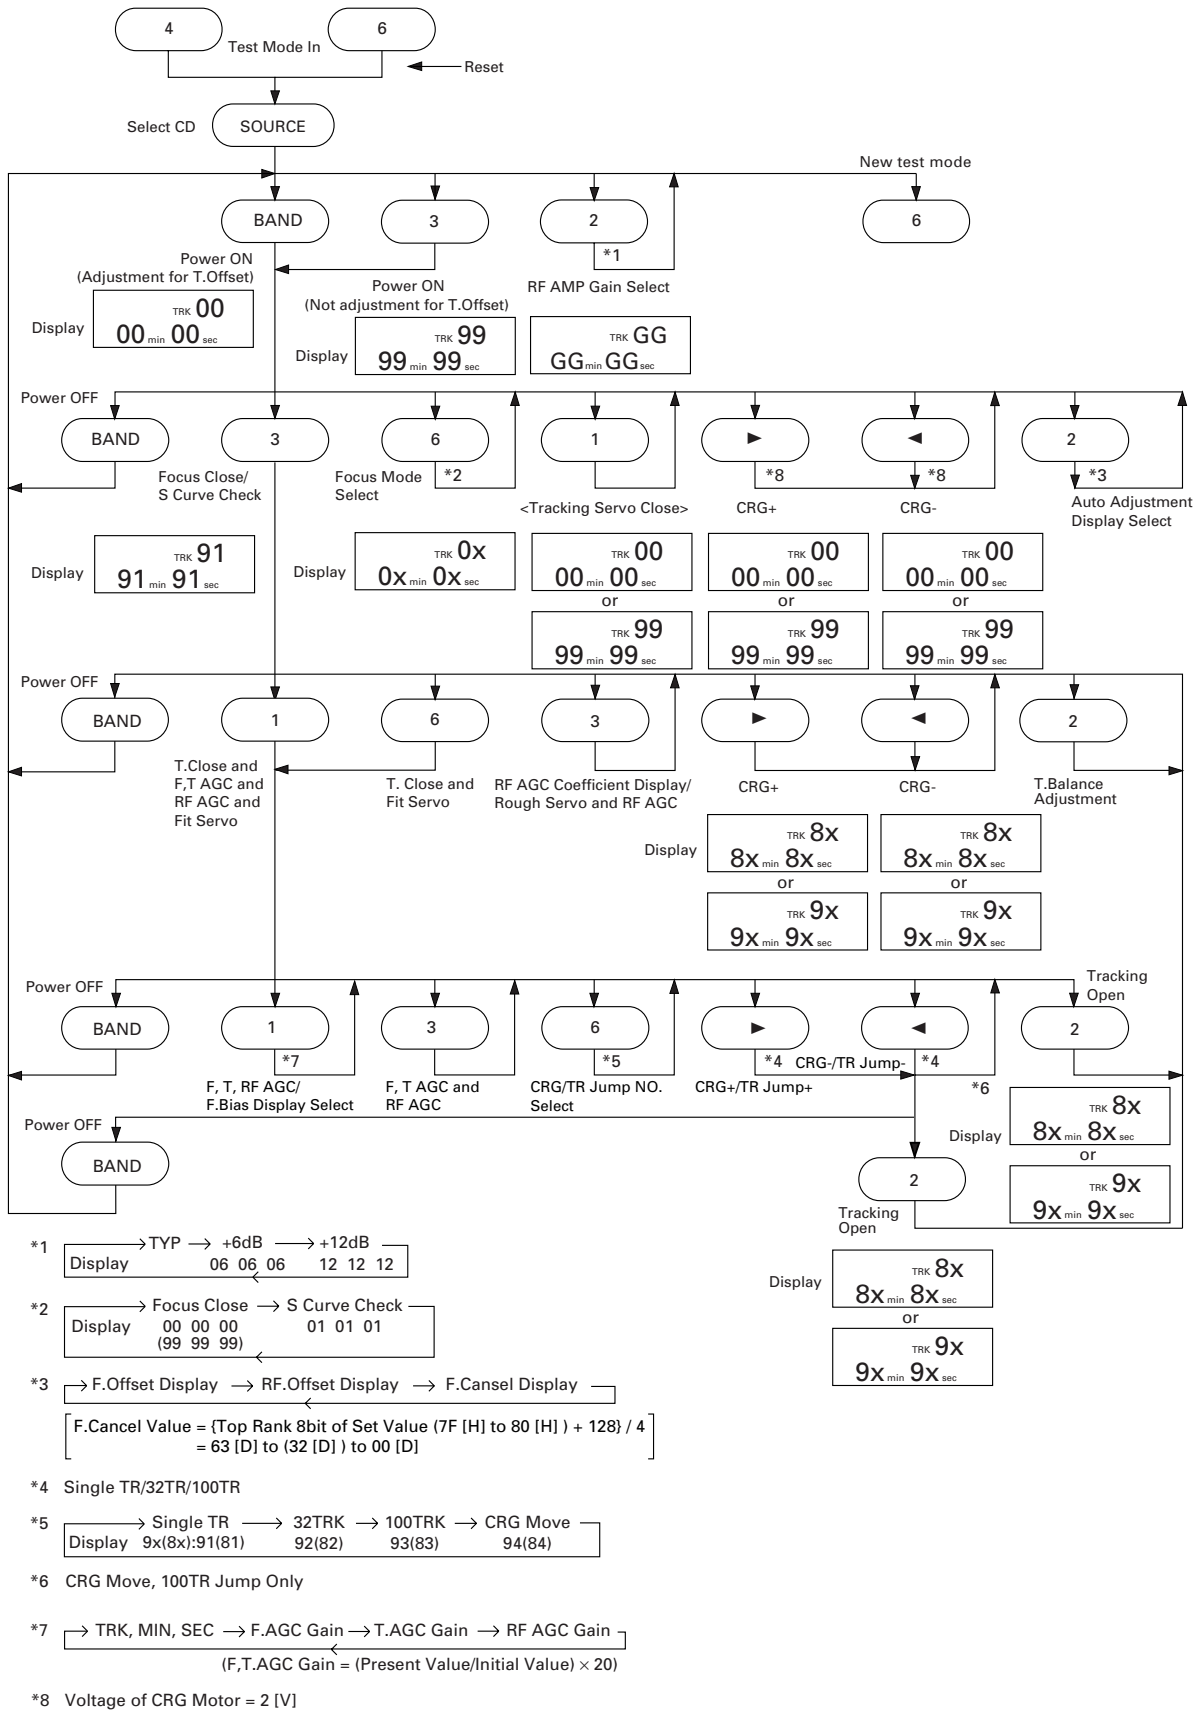 4
Test Mode In
6
Reset
Select CD
SOURCE
New test mode
BAND
3
2
6
*1
Power ON
(Adjustment for T.Offset)
Power ON
(Not adjustment for T.Offset)
RF AMP Gain Select
Display
TRK 00
00 min 00 sec
Display
TRK 99
99 min 99 sec
TRK GG
GG min GG sec
Power OFF
BAND
3
6
1
►
◄
2
Focus Close/
S Curve Check
Focus Mode
Select
*2
<Tracking Servo Close>
*8
CRG+
*8
CRG-
*3
Auto Adjustment
Display Select
Display
TRK 91
91 min 91 sec
Display
TRK 0x
0x min 0x sec
TRK 00
00 min 00 sec
or
TRK 99
99 min 99 sec
TRK 00
00 min 00 sec
or
TRK 99
99 min 99 sec
TRK 00
00 min 00 sec
or
TRK 99
99 min 99 sec
Power OFF
BAND
1
6
3
►
◄
2
T.Close and
F,T AGC and
RF AGC and
Fit Servo
T. Close and
Fit Servo
RF AGC Coefficient Display/
Rough Servo and RF AGC
CRG+
CRG-
T.Balance
Adjustment
Display
TRK 8x
8x min 8x sec
or
TRK 9x
9x min 9x sec
TRK 8x
8x min 8x sec
or
TRK 9x
9x min 9x sec
Power OFF
Tracking
Open
BAND
1
3
6
►
◄
2
*7
F, T, RF AGC/
F.Bias Display Select
F, T AGC and
RF AGC
*5
CRG/TR Jump NO.
Select
*4
CRG+/TR Jump+
CRG-/TR Jump-
*4
*6
Power OFF
BAND
2
Tracking
Open
Display
TRK 8x
8x min 8x sec
or
TRK 9x
9x min 9x sec
Display
TRK 8x
8x min 8x sec
or
TRK 9x
9x min 9x sec
*1 → TYP → +6dB → +12dB
Display 06 06 06 12 12 12
*2 → Focus Close → S Curve Check
Display 00 00 00 01 01 01
(99 99 99)
*3 → F.Offset Display → RF.Offset Display → F.Cansel Display
F.Cancel Value = {Top Rank 8bit of Set Value (7F [H] to 80 [H] ) + 128} / 4
= 63 [D] to (32 [D] ) to 00 [D]
*4 Single TR/32TR/100TR
*5 → Single TR → 32TRK → 100TRK → CRG Move
Display 9x(8x):91(81) 92(82) 93(83) 94(84)
*6 CRG Move, 100TR Jump Only
*7 → TRK, MIN, SEC → F.AGC Gain → T.AGC Gain → RF AGC Gain
(F,T.AGC Gain = (Present Value/Initial Value) × 20)
*8 Voltage of CRG Motor = 2 [V]